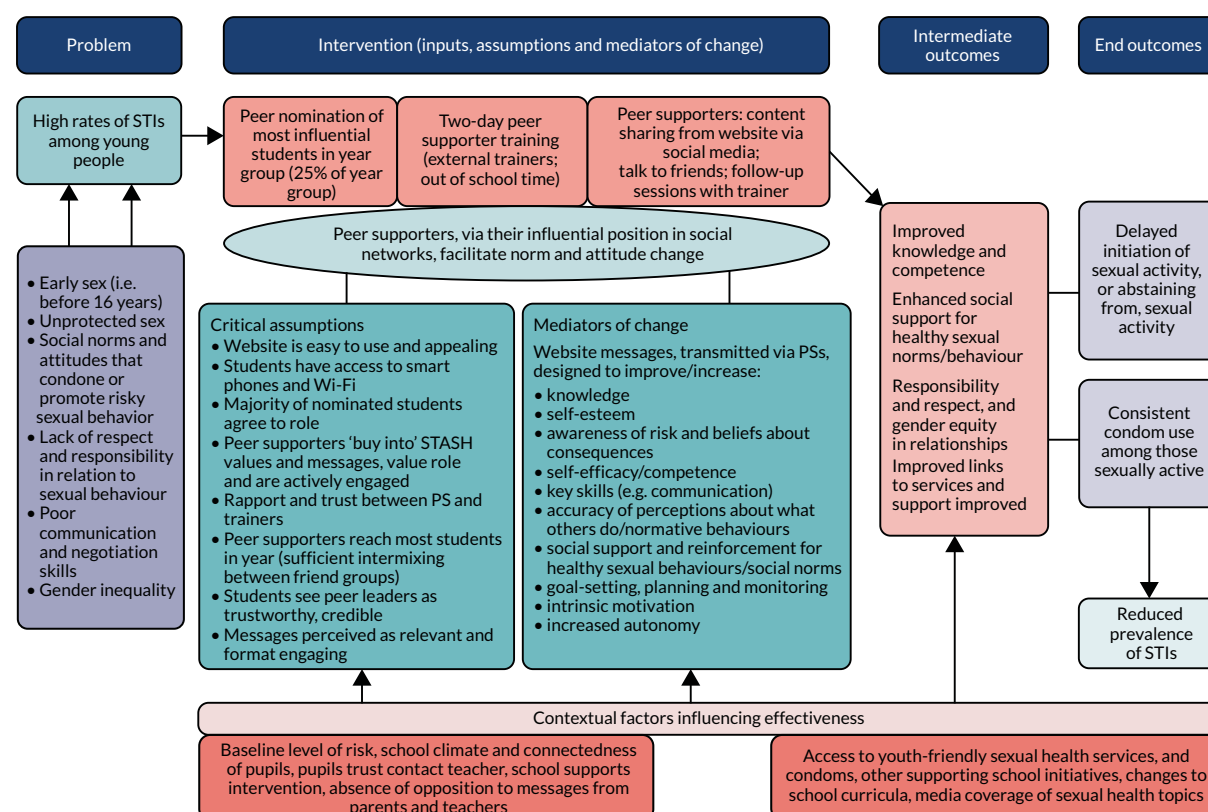 Problem
Intervention (inputs, assumptions and mediators of change)
Intermediate
outcomes
End outcomes
High rates of STIs
among young
people
Peer nomination of
most influential
students in year
group (25% of year
group)
Two-day peer
supporter training
(external trainers;
out of school time)
Peer supporters: content
sharing from website via
social media;
talk to friends; follow-up
sessions with trainer
Peer supporters, via their influential position in social
networks, facilitate norm and attitude change
• Early sex (i.e.
before 16 years)
• Unprotected sex
• Social norms and
attitudes that
condone or
promote risky
sexual behavior
• Lack of respect
and responsibility
in relation to
sexual behaviour
• Poor
communication
and negotiation
skills
• Gender inequality
Critical assumptions
• Website is easy to use and appealing
• Students have access to smart
phones and Wi-Fi
• Majority of nominated students
agree to role
• Peer supporters ‘buy into’ STASH
values and messages, value role
and are actively engaged
• Rapport and trust between PS and
trainers
• Peer supporters reach most students
in year (sufficient intermixing
between friend groups)
• Students see peer leaders as
trustworthy, credible
• Messages perceived as relevant and
format engaging
Mediators of change
Website messages, transmitted via PSs,
designed to improve/increase:
• knowledge
• self-esteem
• awareness of risk and beliefs about
consequences
• self-efficacy/competence
• key skills (e.g. communication)
• accuracy of perceptions about what
others do/normative behaviours
• social support and reinforcement for
healthy sexual behaviours/social norms
• goal-setting, planning and monitoring
• intrinsic motivation
• increased autonomy
Improved
knowledge and
competence
Enhanced social
support for
healthy sexual
norms/behaviour
Responsibility
and respect, and
gender equity
in relationships
Improved links
to services and
support improved
Delayed
initiation of
sexual activity,
or abstaining
from, sexual
activity
Consistent
condom use
among those
sexually active
Reduced
prevalence
of STIs
Contextual factors influencing effectiveness
Baseline level of risk, school climate and connectedness
of pupils, pupils trust contact teacher, school supports
intervention, absence of opposition to messages from
parents and teachers
Access to youth-friendly sexual health services, and
condoms, other supporting school initiatives, changes to
school curricula, media coverage of sexual health topics